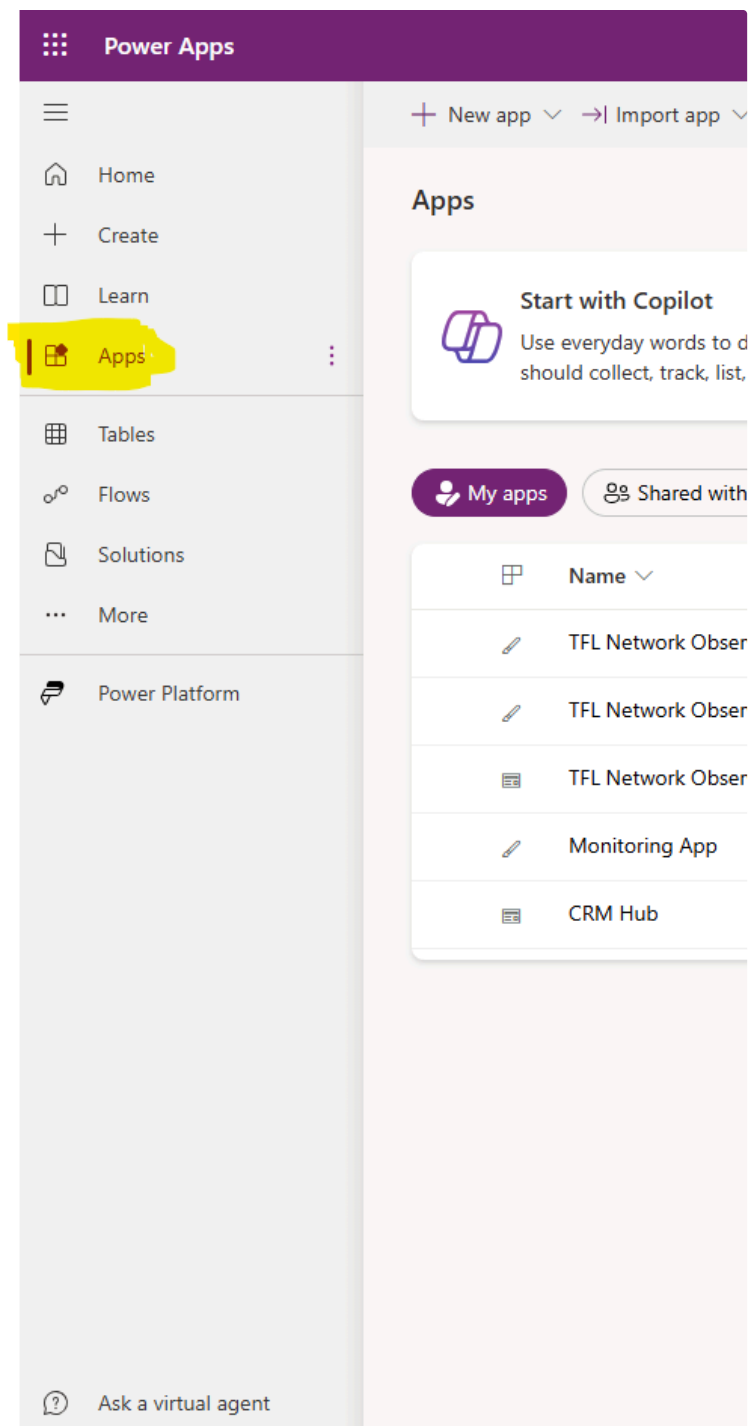 Power Apps
New app
Import app
Home
Create
Learn
Apps
Tables
Flows
Solutions
More
Power Platform
Ask a virtual agent
Apps
Start with Copilot
Use everyday words to
should collect, track, list,
My apps
Shared with
Name
TFL Network Obser
TFL Network Obser
TFL Network Obser
Monitoring App
CRM Hub